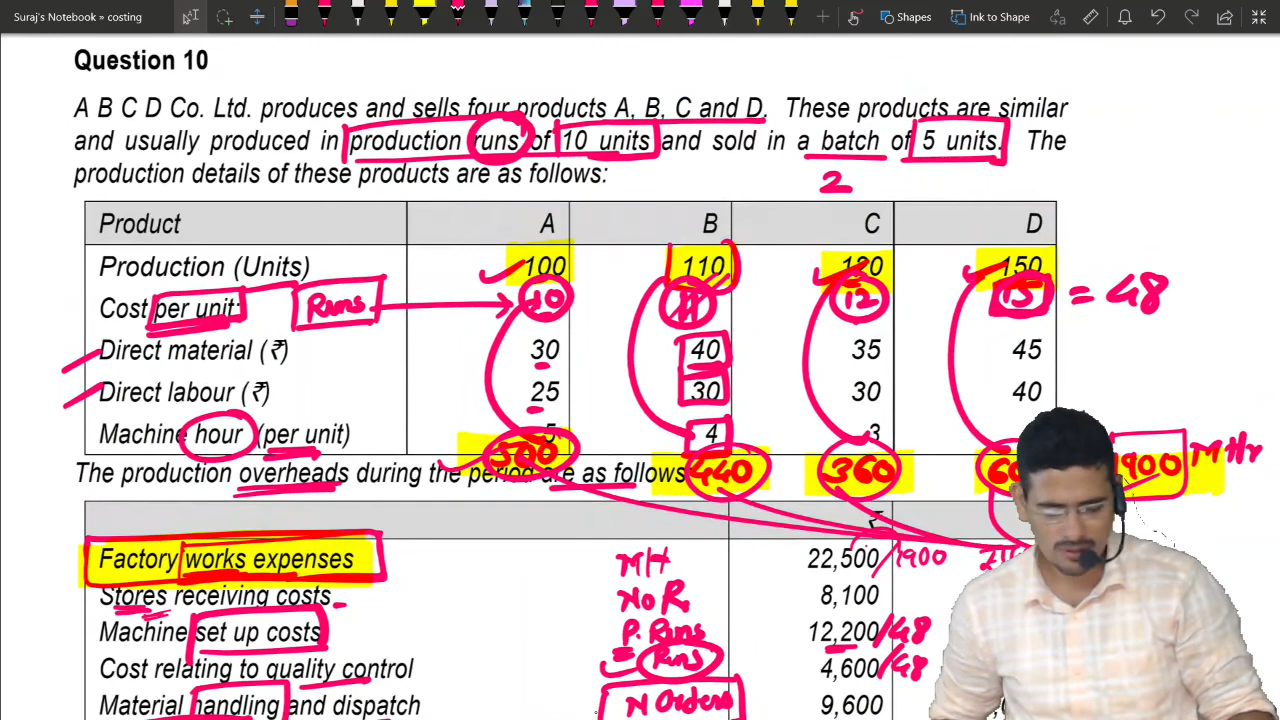 Suraj's Notebook » costing
Shapes Ink to Shape
Question 10
A B C D Co. Ltd. produces and sells four products A, B, C and D. These products are similar
and usually produced in production runs of 10 units and sold in a batch of 5 units. The
2
production details of these products are as follows:
Product A B C D
Production (Units) 100 110 120 150
Cost per unit: Runs 10 11 12 15 = 48
Direct material (₹) 30 40 35 45
Direct labour (₹) 25 30 30 40
Machine hour (per unit) 5 4 3
500 440 360 1900 M Hr
The production overheads during the period are as follows
₹
Factory works expenses MH 22,500 /1900
Stores receiving costs No R, 8,100
Machine set up costs P. Runs 12,200 /48
Cost relating to quality control Runs 4,600 /48
Material handling and dispatch N Orders 9,600